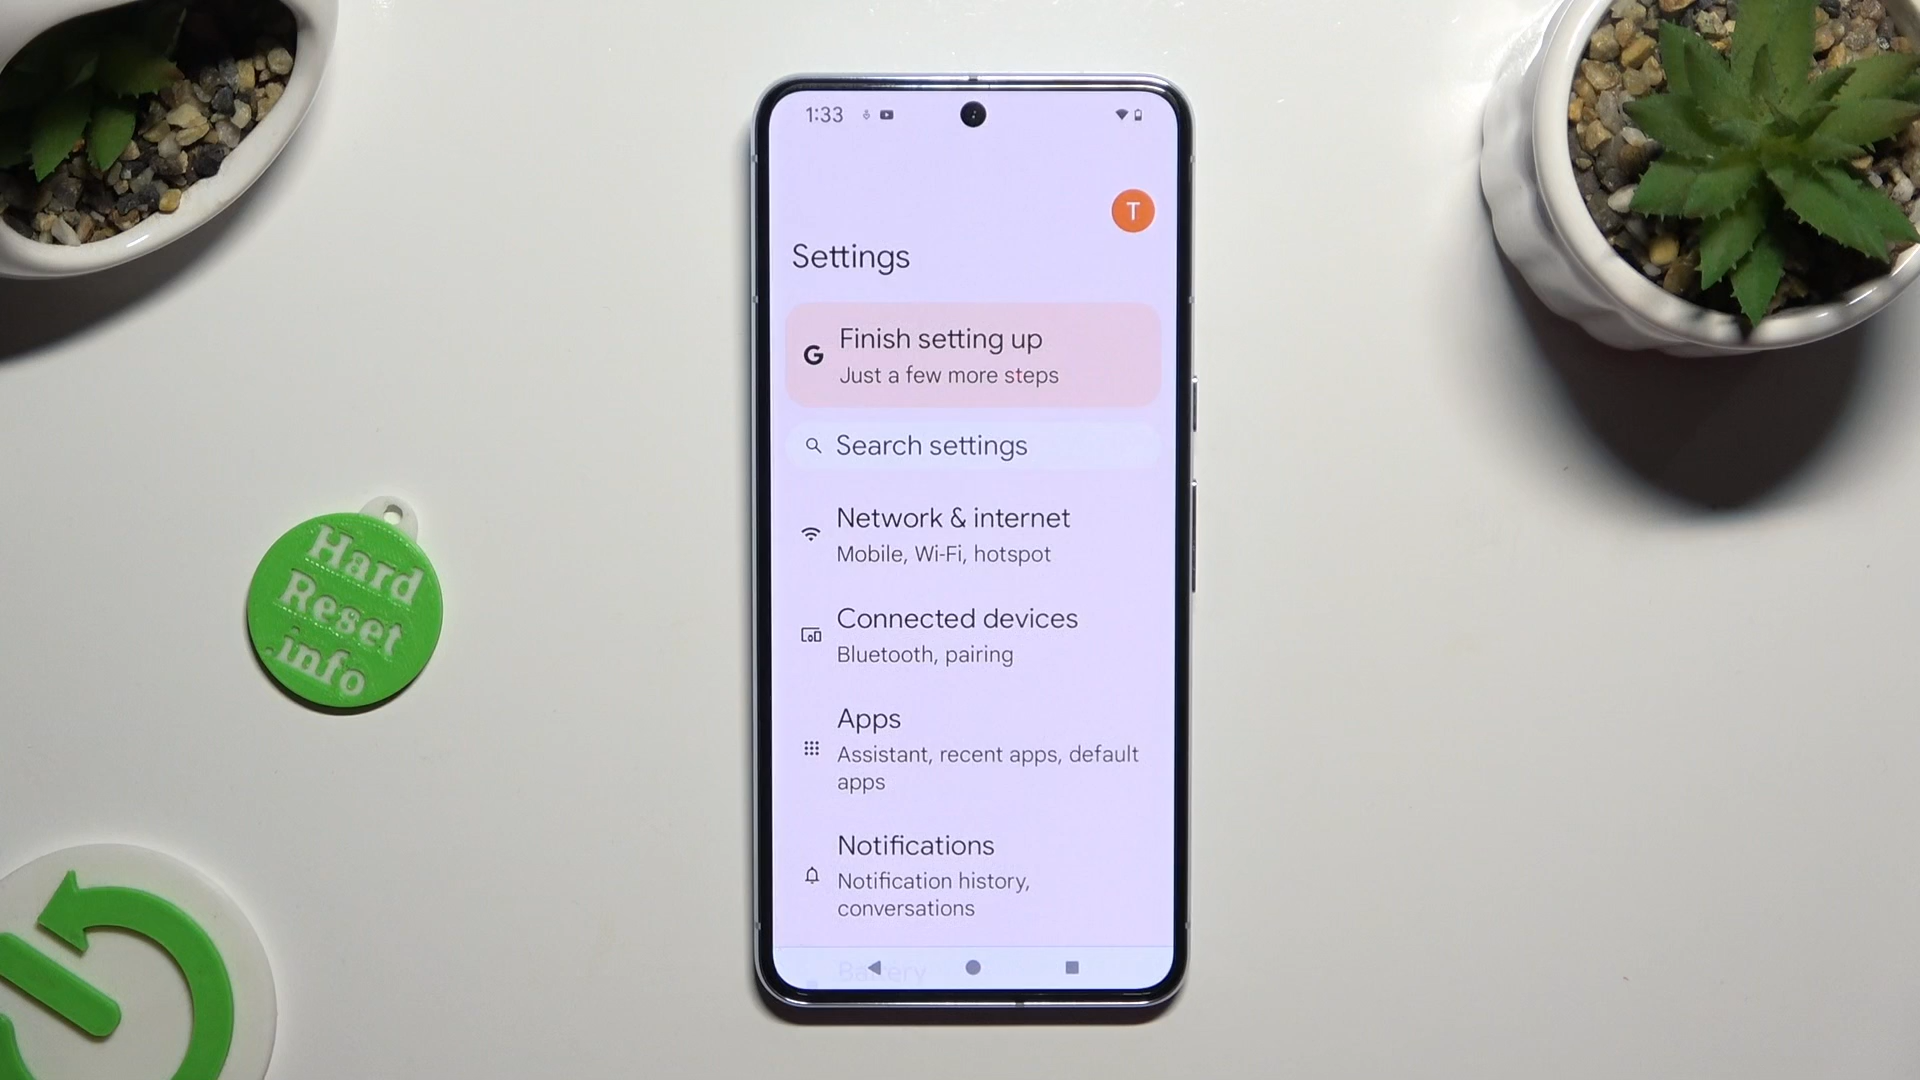 1:33
T
Settings
G
Finish setting up
Just a few more steps
Search settings
Network & internet
Mobile, Wi-Fi, hotspot
Connected devices
Bluetooth, pairing
Apps
Assistant, recent apps, default
apps
Notifications
Notification history,
conversations
Battery
Hard
Reset
.info